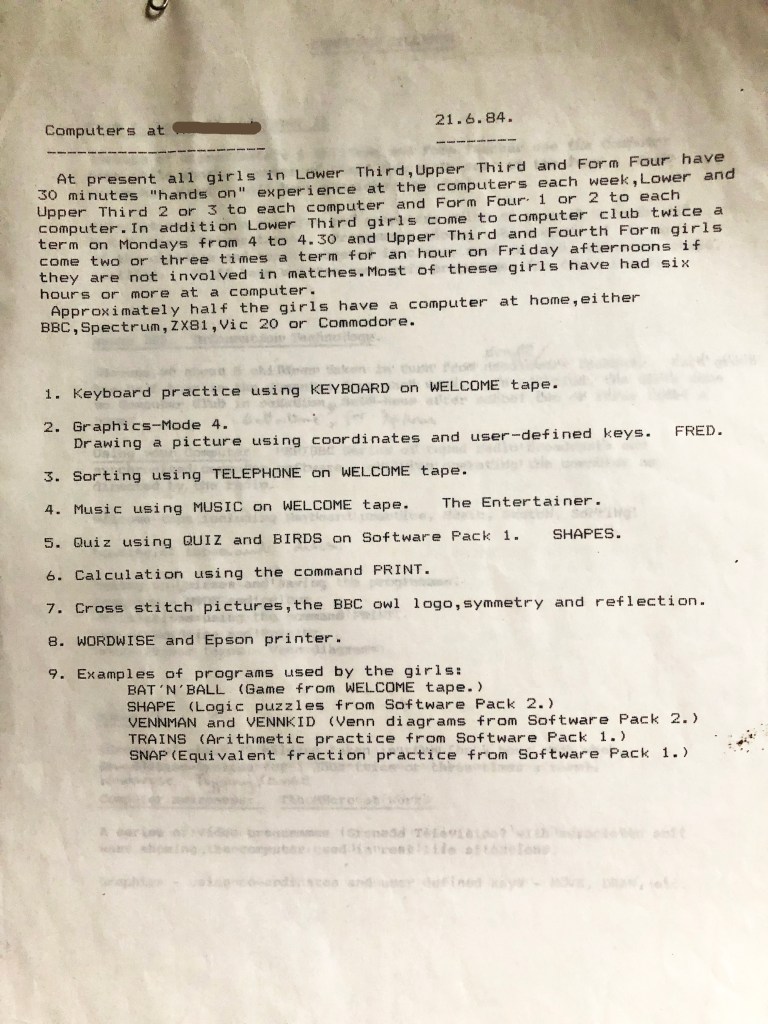 Computers at
21.6.84.
At present all girls in Lower Third,Upper Third and Form Four have
30 minutes "hands on" experience at the computers each week,Lower and
Upper Third 2 or 3 to each computer and Form Four 1 or 2 to each
computer.In addition Lower Third girls come to computer club twice a
term on Mondays from 4 to 4.30 and Upper Third and Fourth Form girls
come two or three times a term for an hour on Friday afternoons if
they are not involved in matches.Most of these girls have had six
hours or more at a computer.
Approximately half the girls have a computer at home,either
BBC,Spectrum,ZX81,Vic 20 or Commodore.
1. Keyboard practice using KEYBOARD on WELCOME tape.
2. Graphics-Mode 4.
Drawing a picture using coordinates and user-defined keys. FRED.
3. Sorting using TELEPHONE on WELCOME tape.
4. Music using MUSIC on WELCOME tape. The Entertainer.
5. Quiz using QUIZ and BIRDS on Software Pack 1. SHAPES.
6. Calculation using the command PRINT.
7. Cross stitch pictures,the BBC owl logo,symmetry and reflection.
8. WORDWISE and Epson printer.
9. Examples of programs used by the girls:
BAT'N'BALL (Game from WELCOME tape.)
SHAPE (Logic puzzles from Software Pack 2.)
VENNMAN and VENNKID (Venn diagrams from Software Pack 2.)
TRAINS (Arithmetic practice from Software Pack 1.)
SNAP(Equivalent fraction practice from Software Pack 1.)